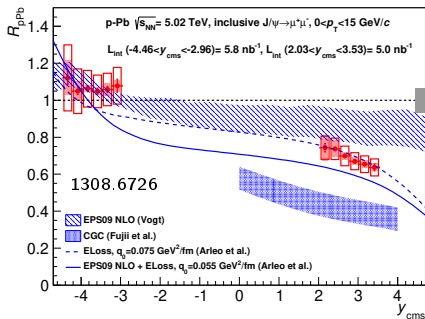 p-Pb √s_NN = 5.02 TeV, inclusive J/ψ→μ⁺μ⁻, 0<p_T<15 GeV/c
L_int (-4.46<y_cms<-2.96)= 5.8 nb⁻¹, L_int (2.03<y_cms<3.53)= 5.0 nb⁻¹
R_pPb
1.4
1.2
1
0.8
0.6
0.4
0.2
0
1308.6726
EPS09 NLO (Vogt)
CGC (Fujii et al.)
ELoss, q_0=0.075 GeV²/fm (Arleo et al.)
EPS09 NLO + ELoss, q_0=0.055 GeV²/fm (Arleo et al.)
-4 -3 -2 -1 0 1 2 3 4
y_cms